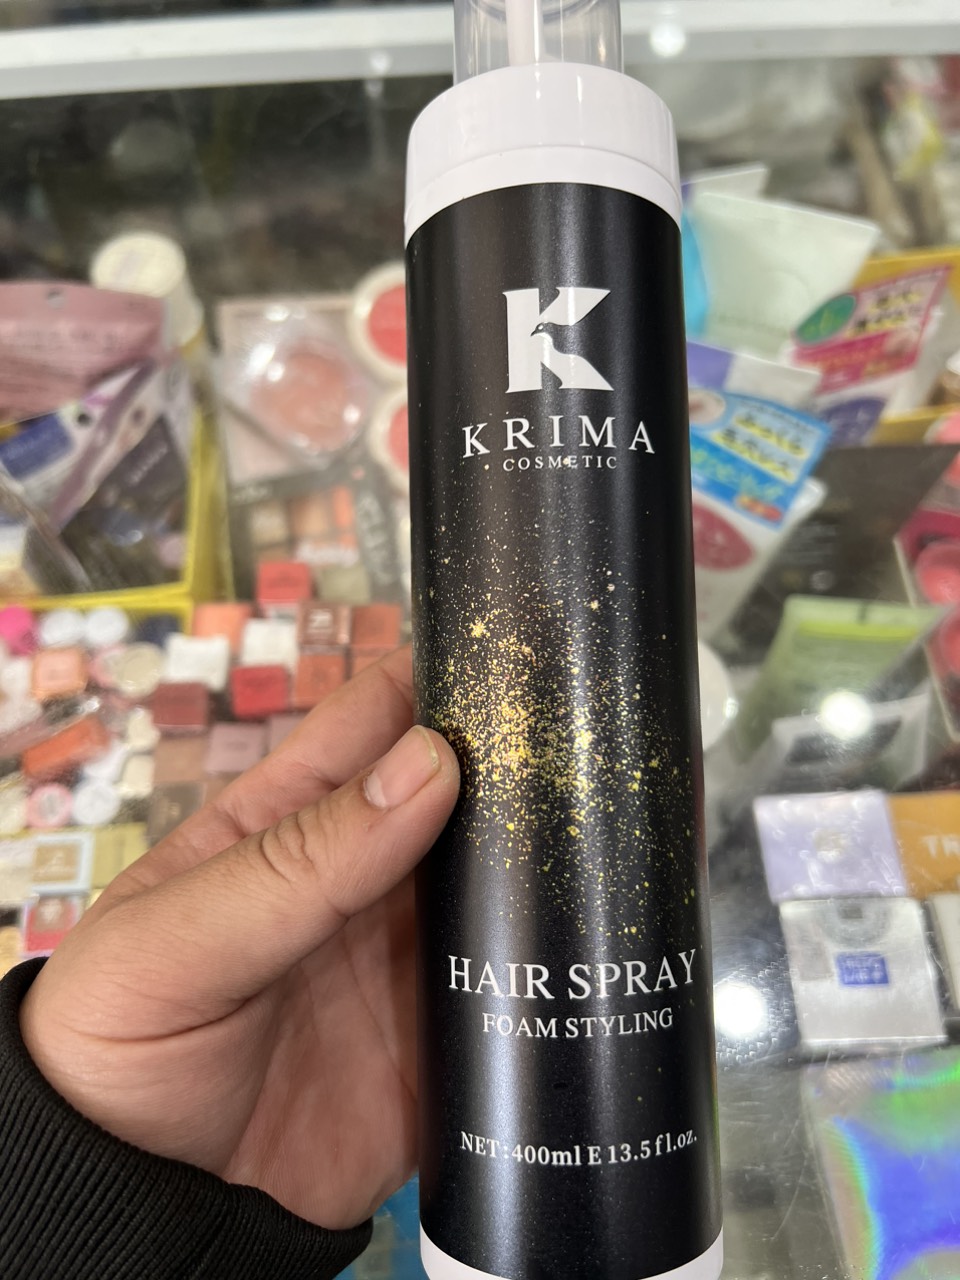 K
KRIMA
COSMETIC
HAIR SPRAY
FOAM STYLING
NET:400ml E 13.5 fl.oz.